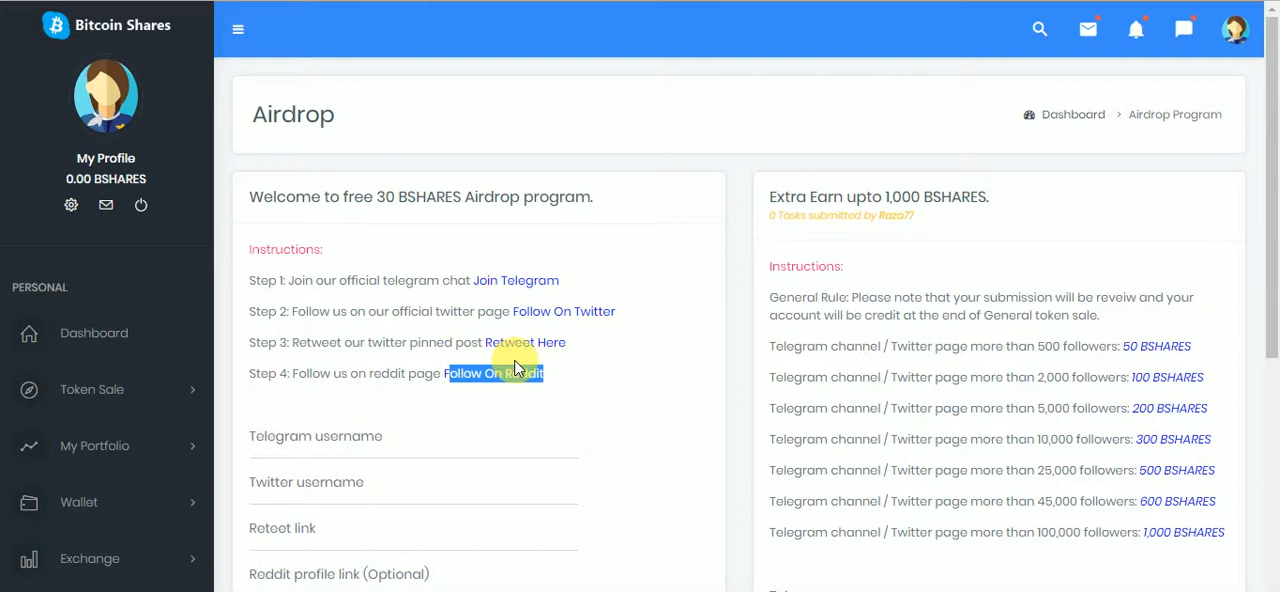 Bitcoin Shares
My Profile
0.00 BSHARES
PERSONAL
Dashboard
Token Sale
My Portfolio
Wallet
Exchange
Airdrop
Dashboard > Airdrop Program
Welcome to free 30 BSHARES Airdrop program.
Instructions:
Step 1: Join our official telegram chat Join Telegram
Step 2: Follow us on our official twitter page Follow On Twitter
Step 3: Retweet our twitter pinned post Retweet Here
Step 4: Follow us on reddit page Follow On Reddit
Telegram username
Twitter username
Reteet link
Reddit profile link (Optional)
Extra Earn upto 1,000 BSHARES.
0 Tasks submitted by Raza77
Instructions:
General Rule: Please note that your submission will be reveiw and your
account will be credit at the end of General token sale.
Telegram channel / Twitter page more than 500 followers: 50 BSHARES
Telegram channel / Twitter page more than 2,000 followers: 100 BSHARES
Telegram channel / Twitter page more than 5,000 followers: 200 BSHARES
Telegram channel / Twitter page more than 10,000 followers: 300 BSHARES
Telegram channel / Twitter page more than 25,000 followers: 500 BSHARES
Telegram channel / Twitter page more than 45,000 followers: 600 BSHARES
Telegram channel / Twitter page more than 100,000 followers: 1,000 BSHARES